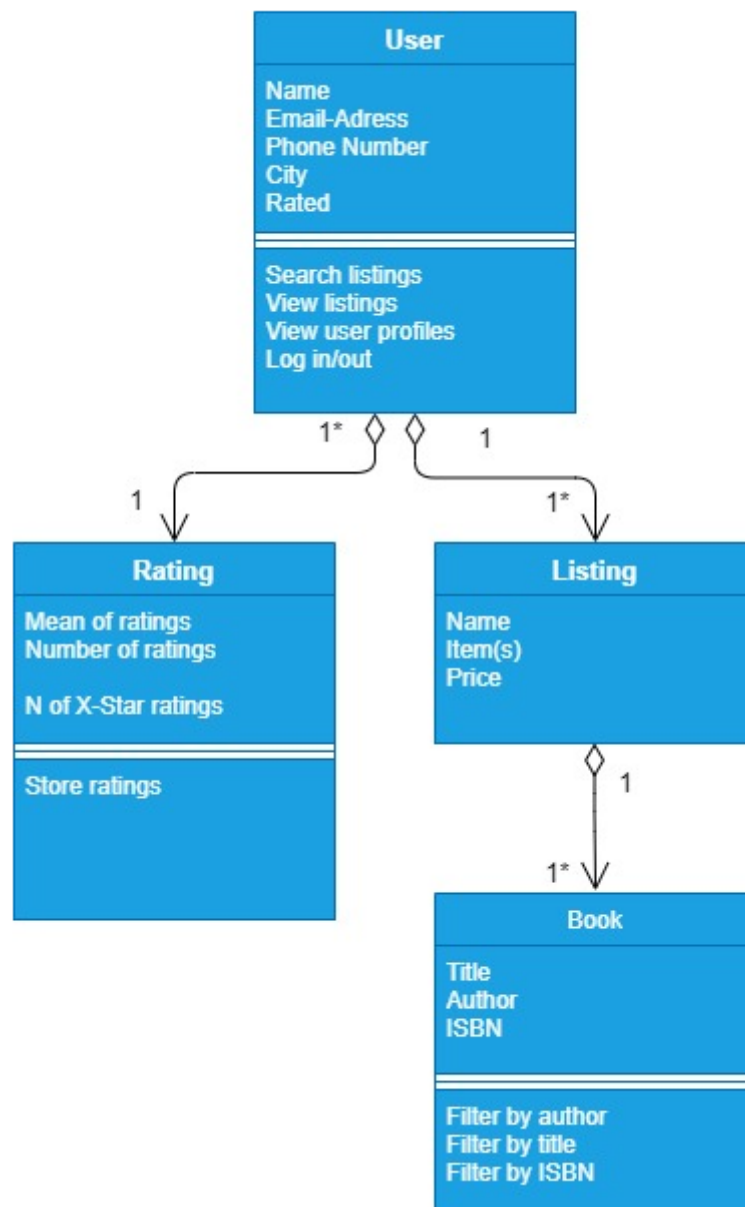 User
Name
Email-Adress
Phone Number
City
Rated
Search listings
View listings
View user profiles
Log in/out
1*
1
1
1*
Rating
Mean of ratings
Number of ratings
N of X-Star ratings
Store ratings
Listing
Name
Item(s)
Price
1
1*
Book
Title
Author
ISBN
Filter by author
Filter by title
Filter by ISBN